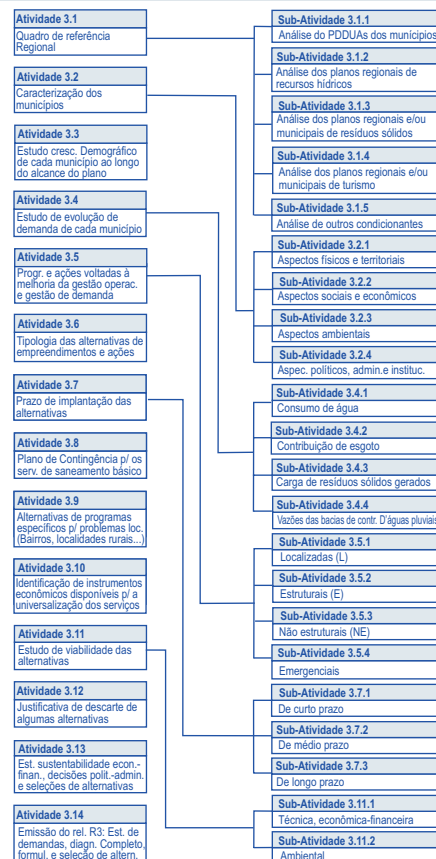 Atividade 3.1
Quadro de referência
Regional
Atividade 3.2
Caracterização dos
municípios
Atividade 3.3
Estudo cresc. Demográfico
de cada município ao longo
do alcance do plano
Atividade 3.4
Estudo de evolução de
demanda de cada município
Atividade 3.5
Progr. e ações voltadas à
melhoria da gestão operac.
e gestão de demanda
Atividade 3.6
Tipologia das alternativas de
empreendimentos e ações
Atividade 3.7
Prazo de implantação das
alternativas
Atividade 3.8
Plano de Contingência p/ os
serv. de saneamento básico
Atividade 3.9
Alternativas de programas
específicos p/ problemas loc.
(Bairros, localidades rurais...)
Atividade 3.10
Identificação de instrumentos
econômicos disponíveis p/ a
universalização dos serviços
Atividade 3.11
Estudo de viabilidade das
alternativas
Atividade 3.12
Justificativa de descarte de
algumas alternativas
Atividade 3.13
Est. sustentabilidade econ.-
finan., decisões polit.-admin.
e seleções de alternativas
Atividade 3.14
Emissão do rel. R3: Est. de
demandas, diagn. Completo,
formul. e seleção de altern.
Sub-Atividade 3.1.1
Análise do PDDUAs dos municípios
Sub-Atividade 3.1.2
Análise dos planos regionais de
recursos hídricos
Sub-Atividade 3.1.3
Análise dos planos regionais e/ou
municipais de resíduos sólidos
Sub-Atividade 3.1.4
Análise dos planos regionais e/ou
municipais de turismo
Sub-Atividade 3.1.5
Análise de outros condicionantes
Sub-Atividade 3.2.1
Aspectos físicos e territoriais
Sub-Atividade 3.2.2
Aspectos sociais e econômicos
Sub-Atividade 3.2.3
Aspectos ambientais
Sub-Atividade 3.2.4
Aspec. políticos, admin.e instituc.
Sub-Atividade 3.4.1
Consumo de água
Sub-Atividade 3.4.2
Contribuição de esgoto
Sub-Atividade 3.4.3
Carga de resíduos sólidos gerados
Sub-Atividade 3.4.4
Vazões das bacias de contr. D'águas pluviais
Sub-Atividade 3.5.1
Localizadas (L)
Sub-Atividade 3.5.2
Estruturais (E)
Sub-Atividade 3.5.3
Não estruturais (NE)
Sub-Atividade 3.5.4
Emergenciais
Sub-Atividade 3.7.1
De curto prazo
Sub-Atividade 3.7.2
De médio prazo
Sub-Atividade 3.7.3
De longo prazo
Sub-Atividade 3.11.1
Técnica, econômica-financeira
Sub-Atividade 3.11.2
Ambiental